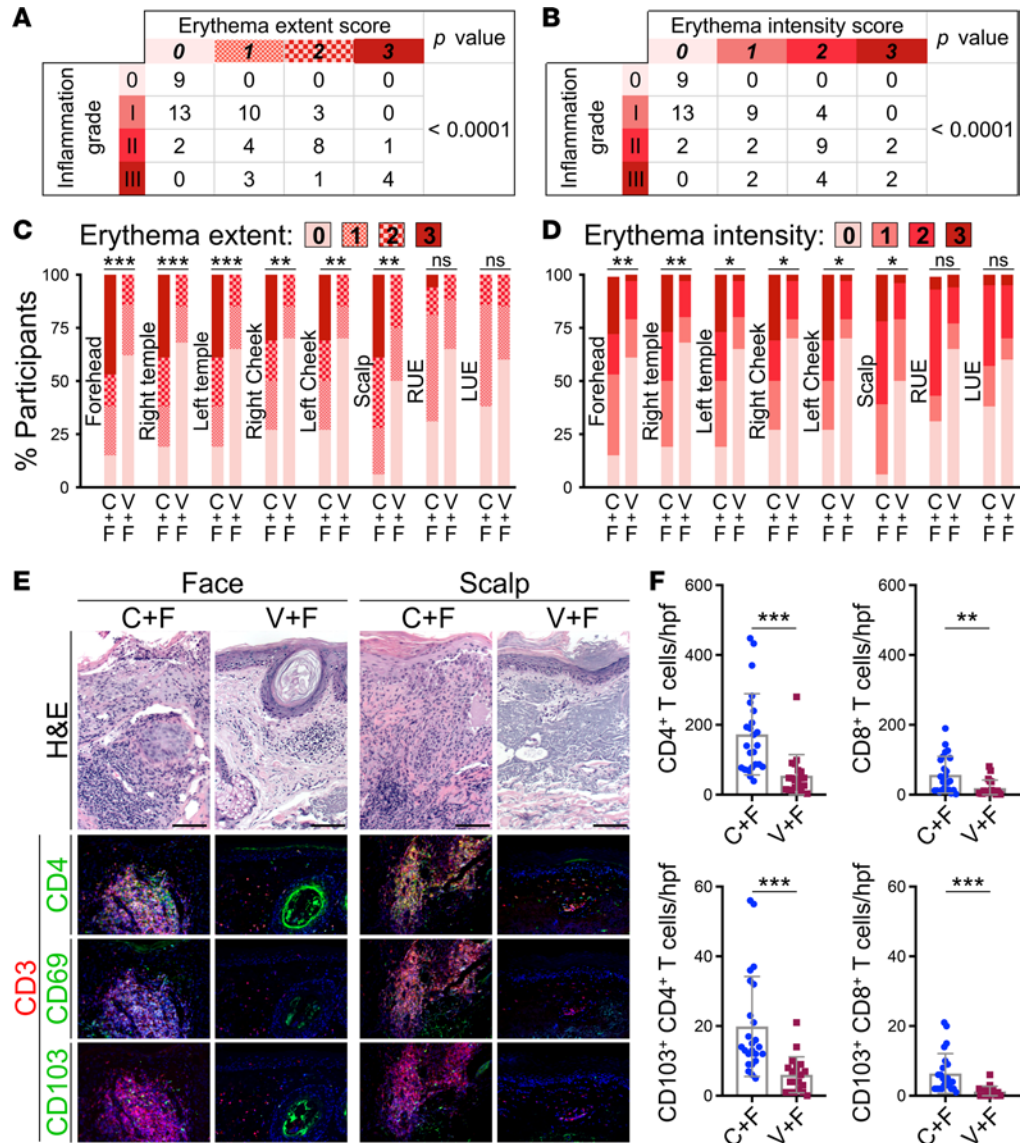 A
Erythema extent score
p value
0 1 2 3
Inflammation grade
0 9 0 0 0
I 13 10 3 0
II 2 4 8 1
III 0 3 1 4
< 0.0001
B
Erythema intensity score
p value
0 1 2 3
Inflammation grade
0 9 0 0 0
I 13 9 4 0
II 2 2 9 2
III 0 2 4 2
< 0.0001
C
Erythema extent: 0 1 2 3
*** *** *** ** ** ** ns ns
100
75
50
25
0
% Participants
Forehead
Right temple
Left temple
Right Cheek
Left Cheek
Scalp
RUE
LUE
C V C V C V C V C V C V C V C V
+ + + + + + + + + + + + + + + +
F F F F F F F F F F F F F F F F
D
Erythema intensity: 0 1 2 3
** ** * * * * ns ns
100
75
50
25
0
Forehead
Right temple
Left temple
Right Cheek
Left Cheek
Scalp
RUE
LUE
C V C V C V C V C V C V C V C V
+ + + + + + + + + + + + + + + +
F F F F F F F F F F F F F F F F
E
Face Scalp
C+F V+F C+F V+F
H&E
CD3
CD4
CD69
CD103
F
600
400
200
0
CD4+ T cells/hpf
***
C+F V+F
600
400
200
0
CD8+ T cells/hpf
**
C+F V+F
60
40
20
0
CD103+ CD4+ T cells/hpf
***
C+F V+F
60
40
20
0
CD103+ CD8+ T cells/hpf
***
C+F V+F